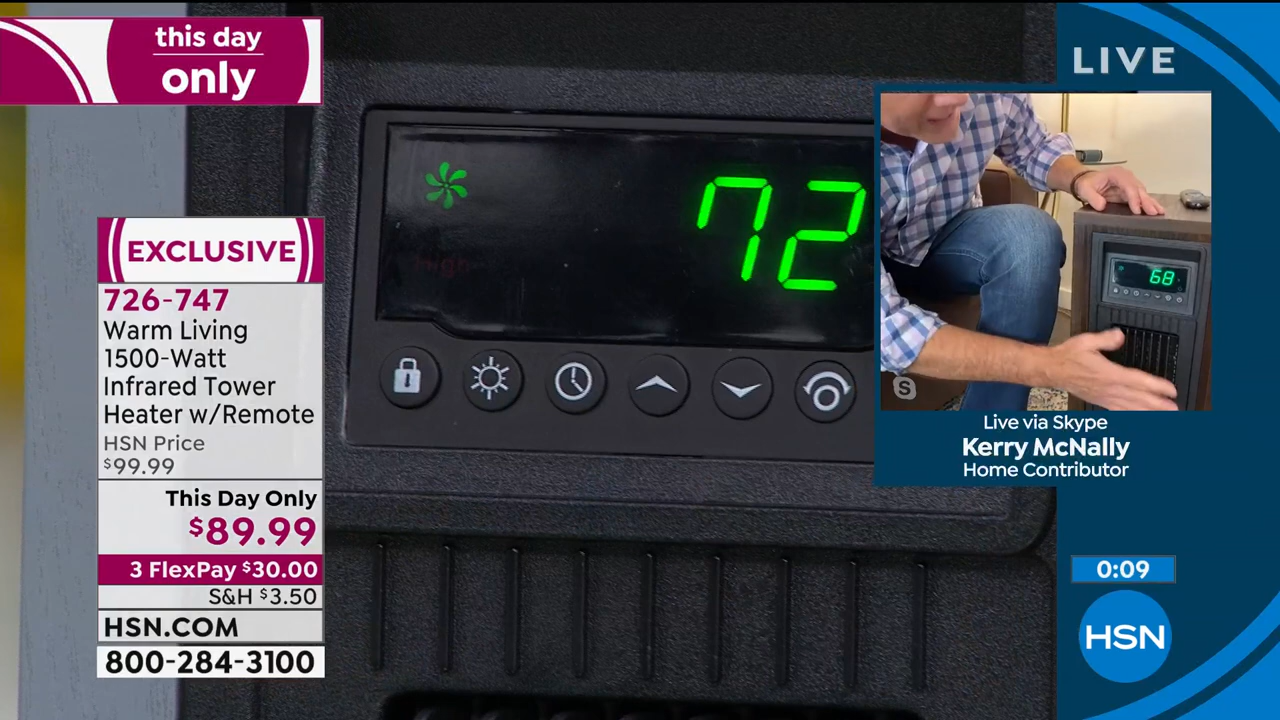 this day
only
EXCLUSIVE
726-747
Warm Living
1500-Watt
Infrared Tower
Heater w/Remote
HSN Price
$99.99
This Day Only
$89.99
3 FlexPay $30.00
S&H $3.50
HSN.COM
800-284-3100
High
72
LIVE
68
S
Live via Skype
Kerry McNally
Home Contributor
0:09
HSN